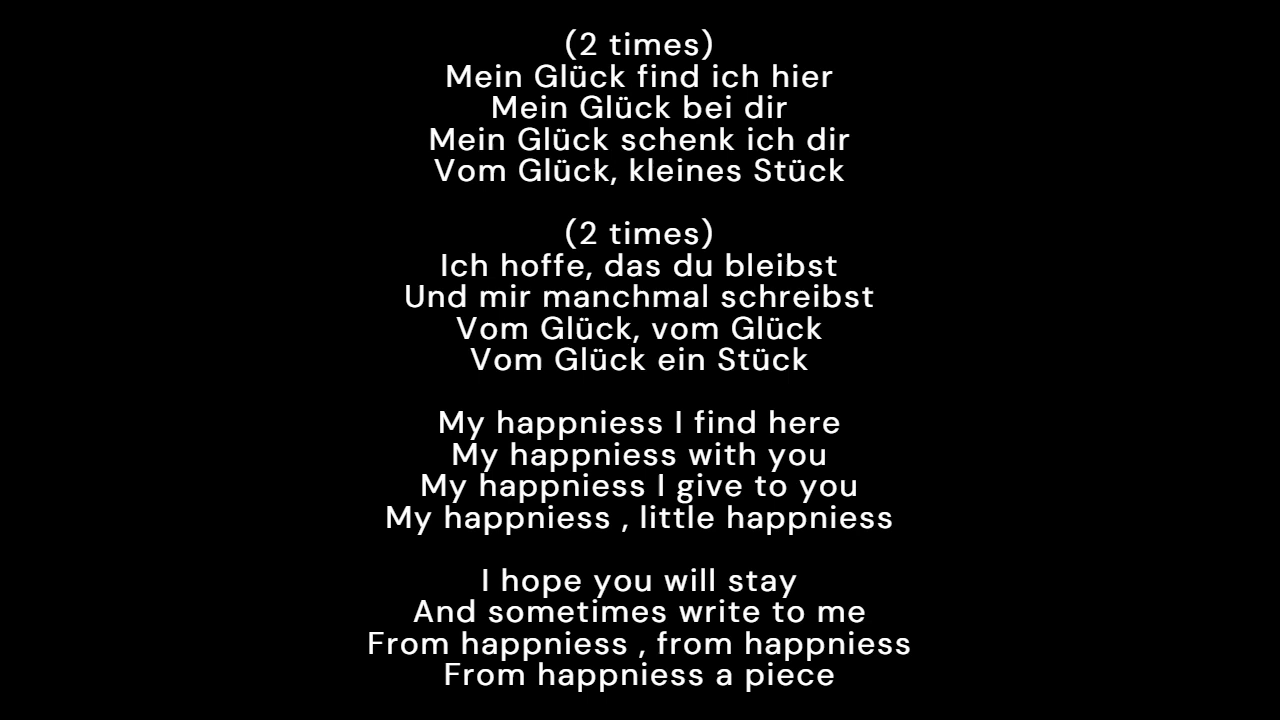 (2 times)
Mein Glück find ich hier
Mein Glück bei dir
Mein Glück schenk ich dir
Vom Glück, kleines Stück
(2 times)
Ich hoffe, das du bleibst
Und mir manchmal schreibst
Vom Glück, vom Glück
Vom Glück ein Stück
My happniess I find here
My happniess with you
My happniess I give to you
My happniess , little happniess
I hope you will stay
And sometimes write to me
From happniess , from happniess
From happniess a piece